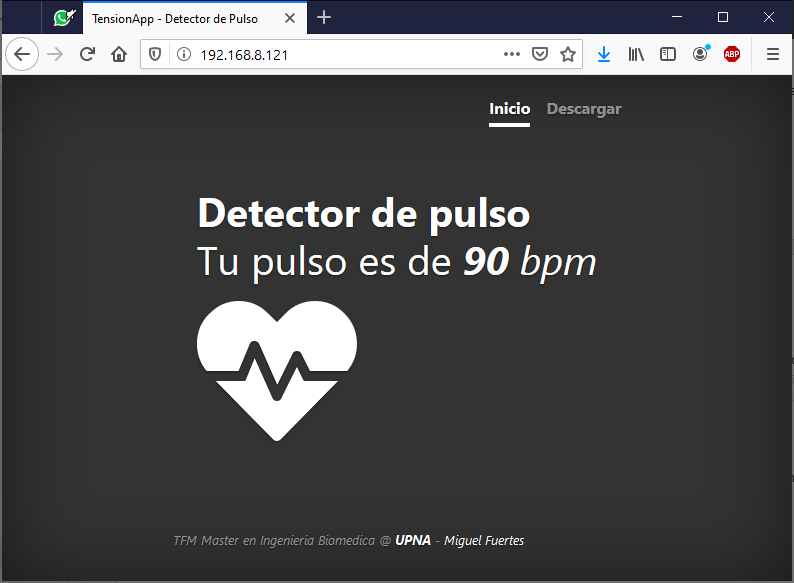 TensionApp - Detector de Pulso
192.168.8.121
ABP
Inicio Descargar
Detector de pulso
Tu pulso es de 90 bpm
TFM Master en Ingenieria Biomedica @ UPNA - Miguel Fuertes